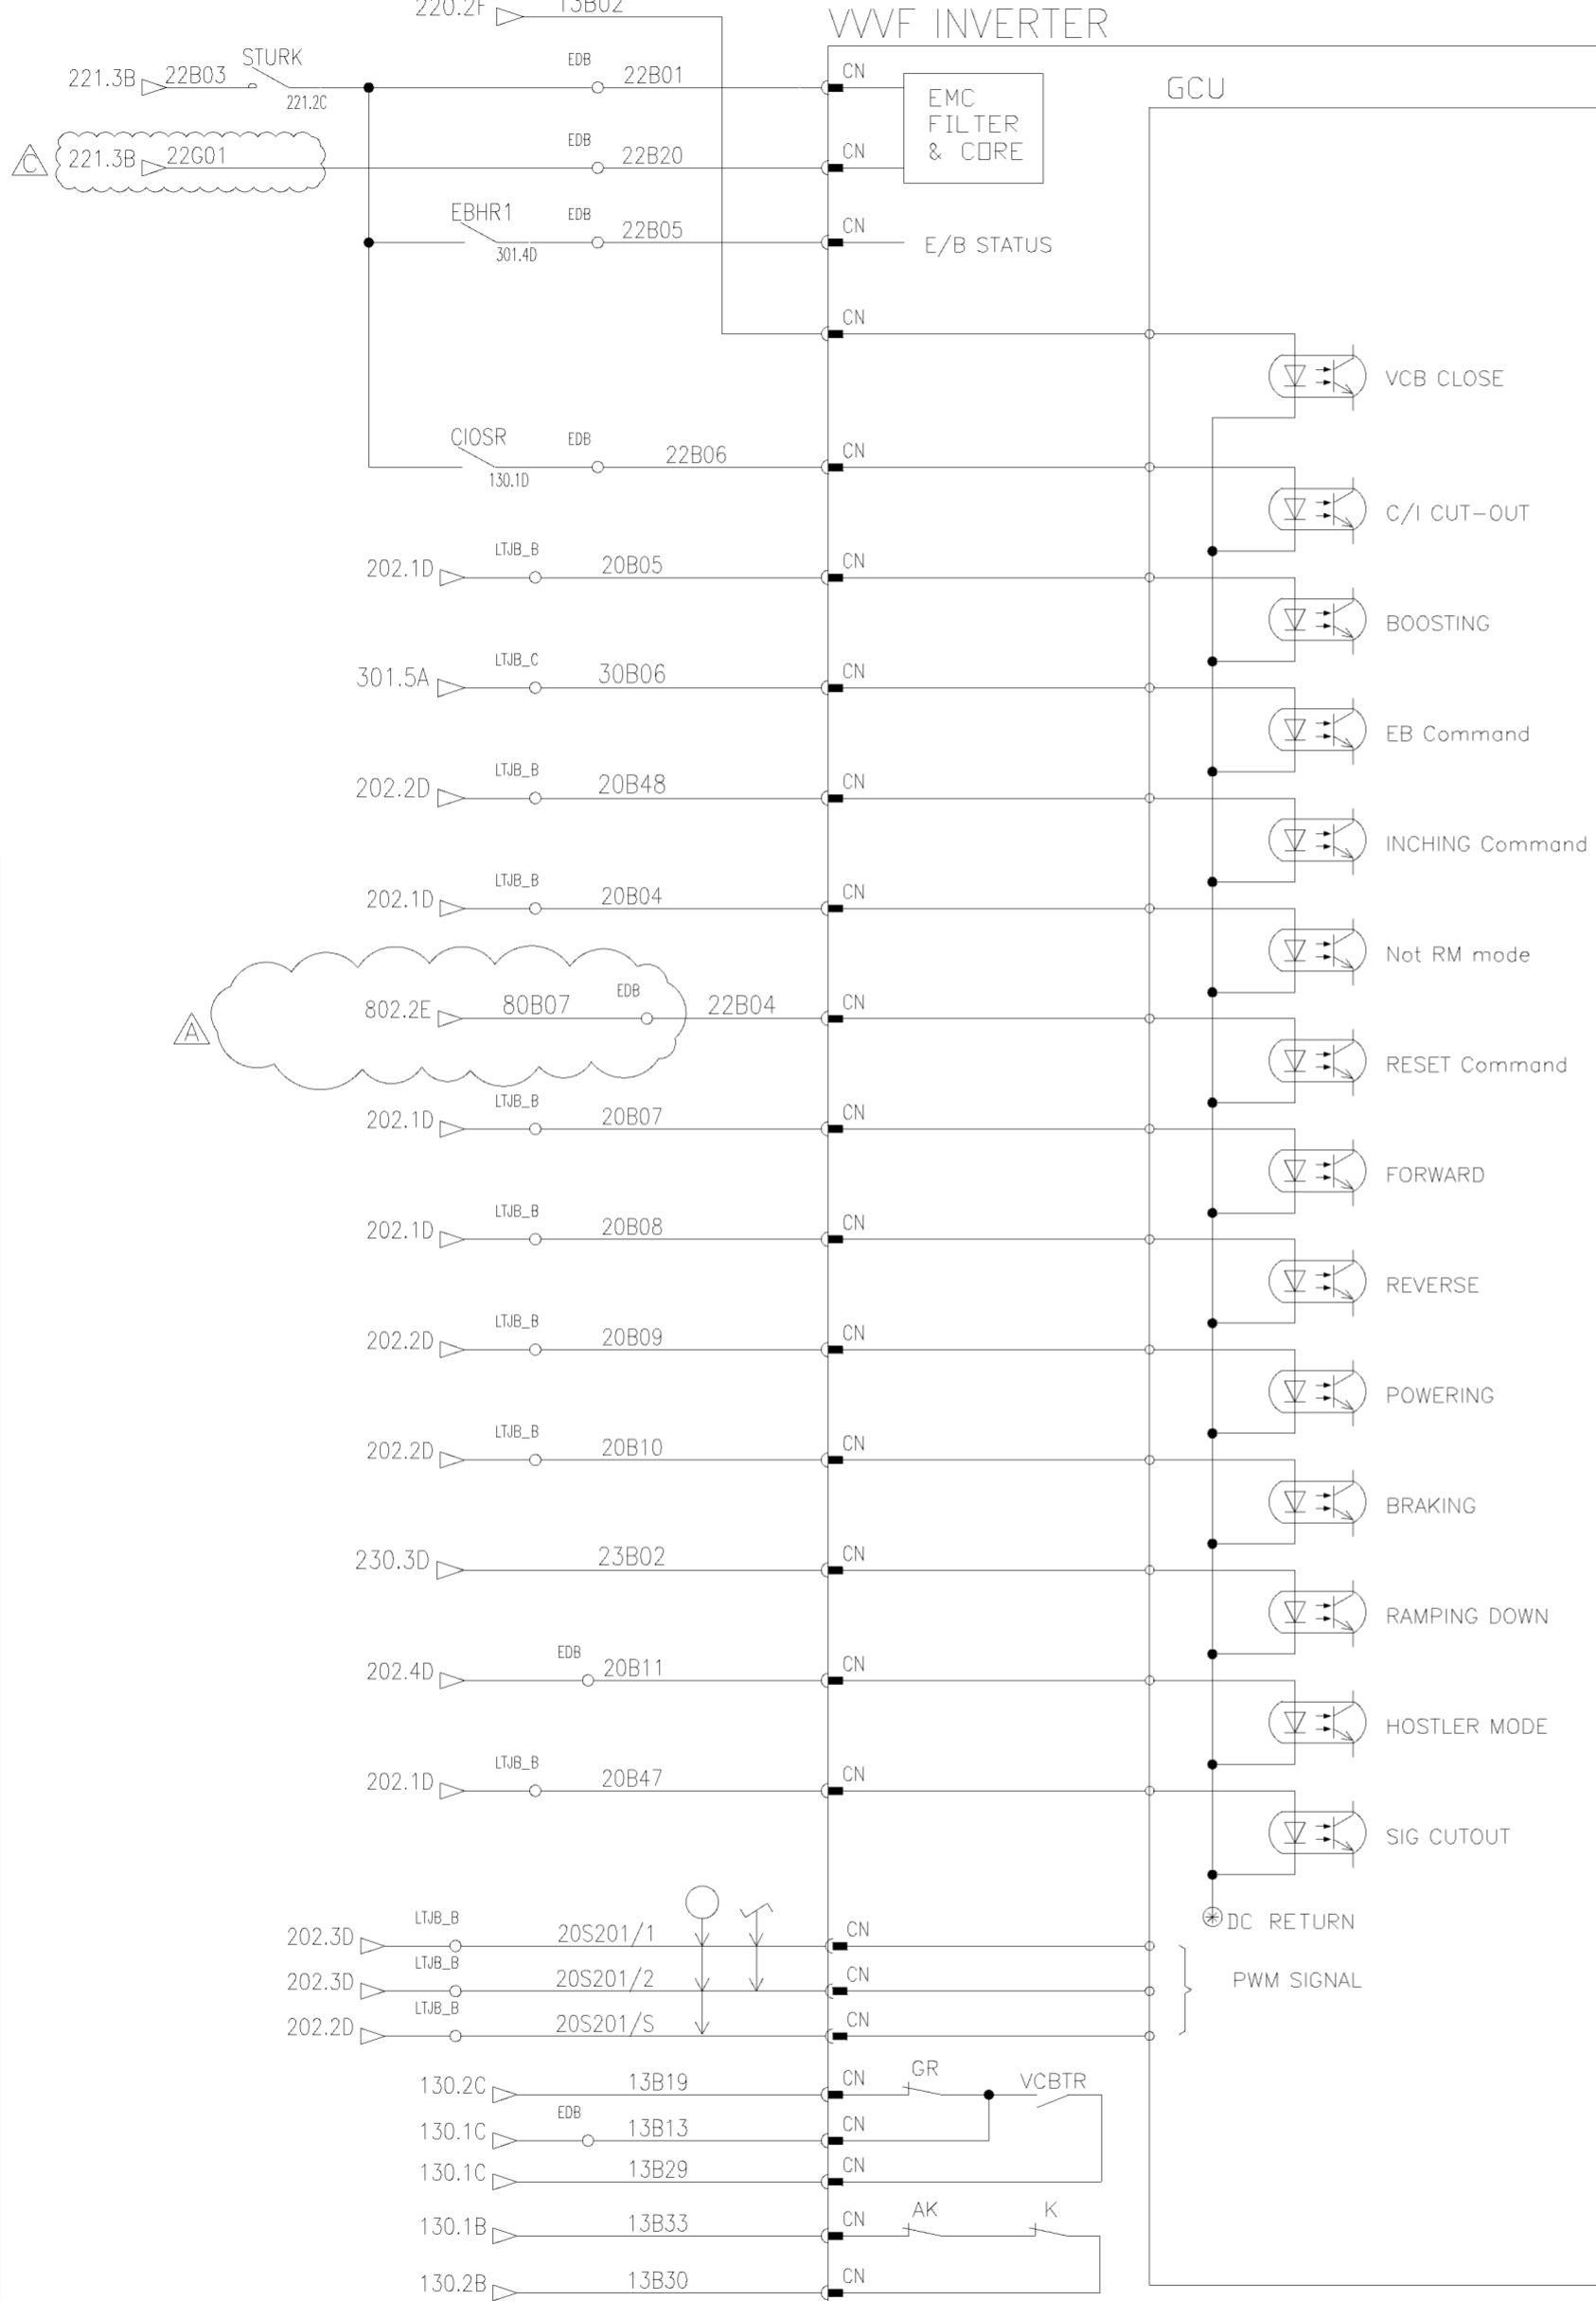 220.2F 13B02
VVVF INVERTER
STURK
221.3B 22B03
221.2C
EDB 22B01 CN
EMC
FILTER
& CORE
GCU
C
221.3B 22G01 EDB 22B20 CN
EBHR1 EDB 22B05 CN
301.4D
E/B STATUS
CN
VCB CLOSE
CIOSR EDB 22B06 CN
130.1D
C/I CUT-OUT
202.1D LTJB_B 20B05 CN
BOOSTING
301.5A LTJB_C 30B06 CN
EB Command
202.2D LTJB_B 20B48 CN
INCHING Command
202.1D LTJB_B 20B04 CN
Not RM mode
A
802.2E 80B07 EDB 22B04 CN
RESET Command
202.1D LTJB_B 20B07 CN
FORWARD
202.1D LTJB_B 20B08 CN
REVERSE
202.2D LTJB_B 20B09 CN
POWERING
202.2D LTJB_B 20B10 CN
BRAKING
230.3D 23B02 CN
RAMPING DOWN
202.4D EDB 20B11 CN
HOSTLER MODE
202.1D LTJB_B 20B47 CN
SIG CUTOUT
DC RETURN
202.3D LTJB_B 20S201/1 CN
202.3D LTJB_B 20S201/2 CN
PWM SIGNAL
202.2D LTJB_B 20S201/S CN
130.2C 13B19 CN GR VCBTR
130.1C EDB 13B13 CN
130.1C 13B29 CN
130.1B 13B33 CN AK K
130.2B 13B30 CN